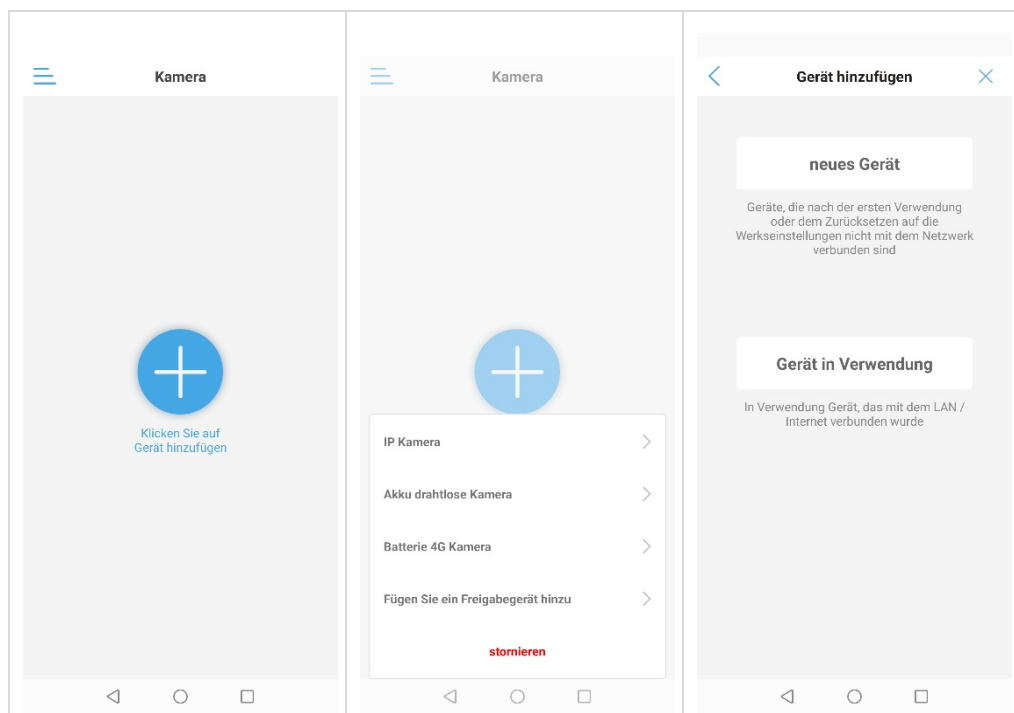 Kamera
Klicken Sie auf
Gerät hinzufügen
Kamera
IP Kamera
Akku drahtlose Kamera
Batterie 4G Kamera
Fügen Sie ein Freigabegerät hinzu
stornieren
Gerät hinzufügen
neues Gerät
Geräte, die nach der ersten Verwendung
oder dem Zurücksetzen auf die
Werkseinstellungen nicht mit dem Netzwerk
verbunden sind
Gerät in Verwendung
In Verwendung Gerät, das mit dem LAN /
Internet verbunden wurde